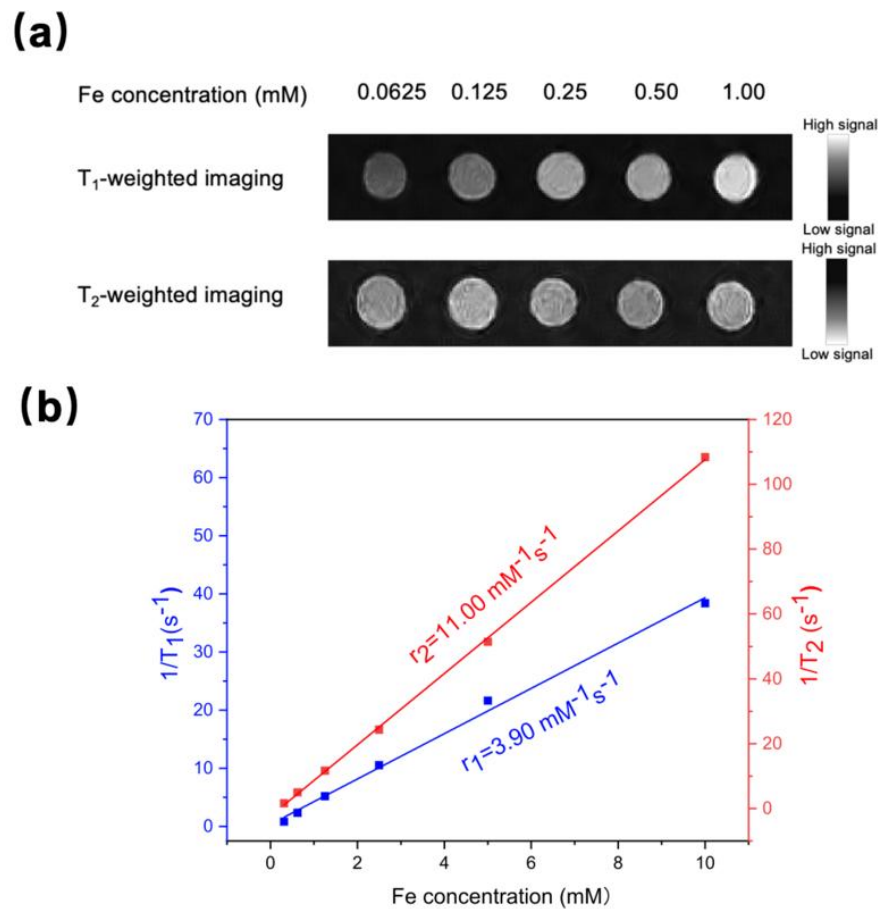 (a)
Fe concentration (mM) 0.0625 0.125 0.25 0.50 1.00
High signal
T₁-weighted imaging
Low signal
High signal
T₂-weighted imaging
Low signal
(b)
70
60
50
40
30
20
10
0
1/T₁(s⁻¹)
120
100
80
60
40
20
0
1/T₂ (s⁻¹)
r₂=11.00 mM⁻¹s⁻¹
r₁=3.90 mM⁻¹s⁻¹
0 2 4 6 8 10
Fe concentration (mM)